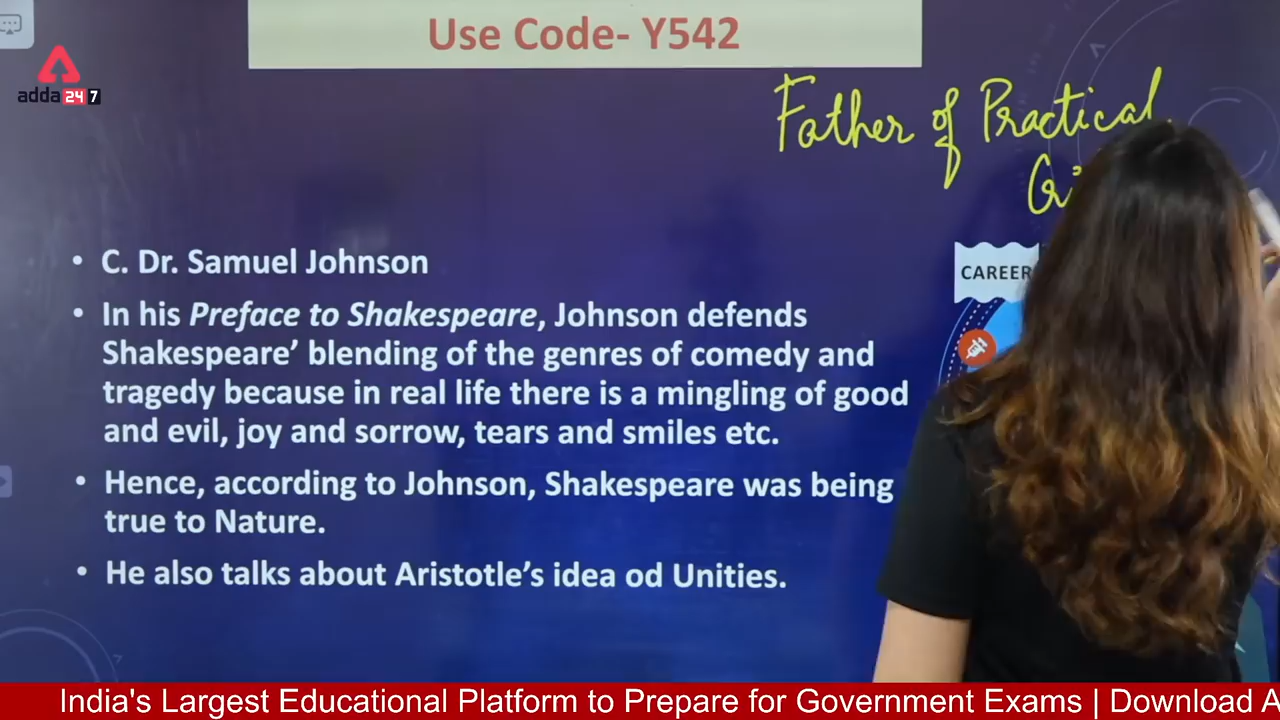 Use Code- Y542
adda 24 7
Father of Practical
CAREER
• C. Dr. Samuel Johnson
• In his Preface to Shakespeare, Johnson defends
Shakespeare’ blending of the genres of comedy and
tragedy because in real life there is a mingling of good
and evil, joy and sorrow, tears and smiles etc.
• Hence, according to Johnson, Shakespeare was being
true to Nature.
• He also talks about Aristotle’s idea od Unities.
India's Largest Educational Platform to Prepare for Government Exams | Download A